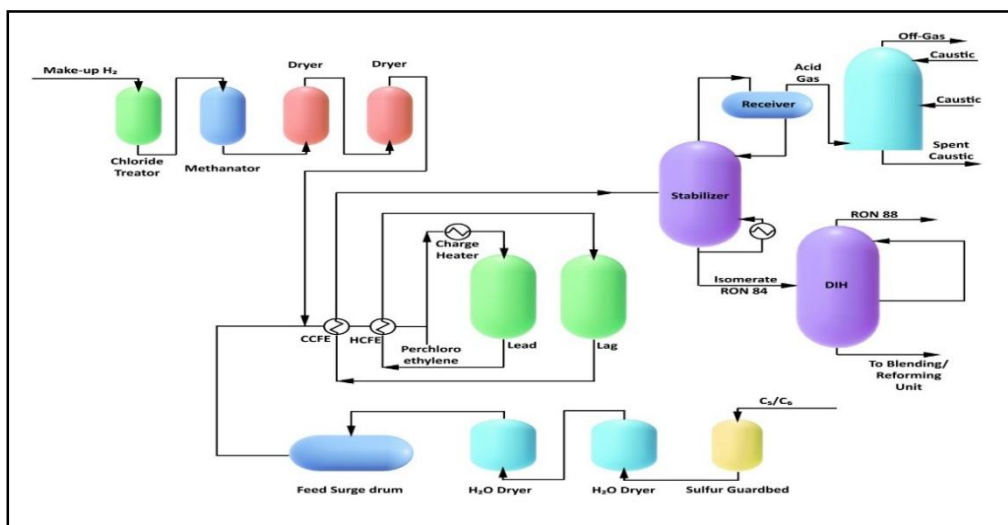 Make-up H₂
Chloride
Treator
Methanator
Dryer
Dryer
Receiver
Acid
Gas
Off-Gas
Caustic
Caustic
Spent
Caustic
Stabilizer
RON 88
Isomerate
RON 84
DIH
To Blending/
Reforming
Unit
Charge
Heater
CCFE
HCFE
Perchloro
ethylene
Lead
Lag
C₅/C₆
Feed Surge drum
H₂O Dryer
H₂O Dryer
Sulfur Guardbed